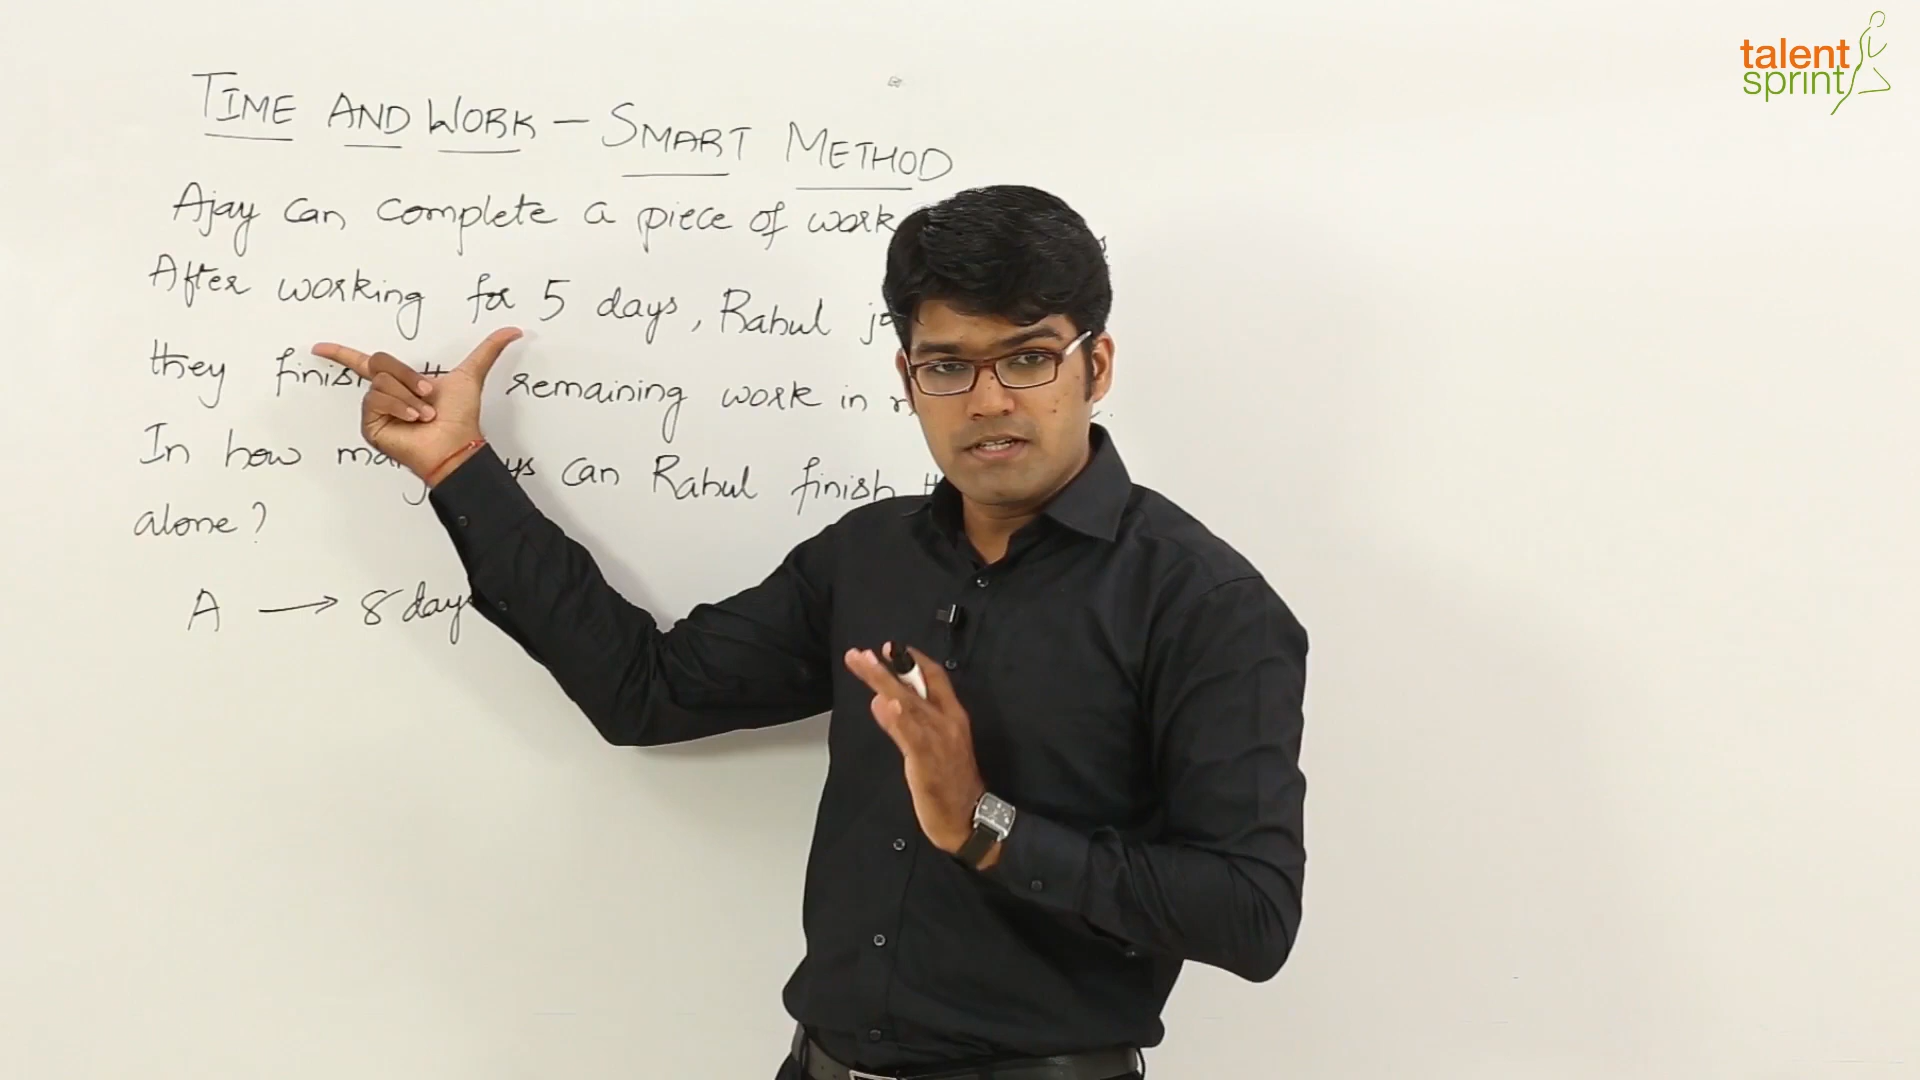 talent
sprint
TIME AND WORK – SMART METHOD
Ajay can complete a piece of work
After working for 5 days, Rahul
they finish remaining work in
In how can Rahul finish
alone?
A → 8 days